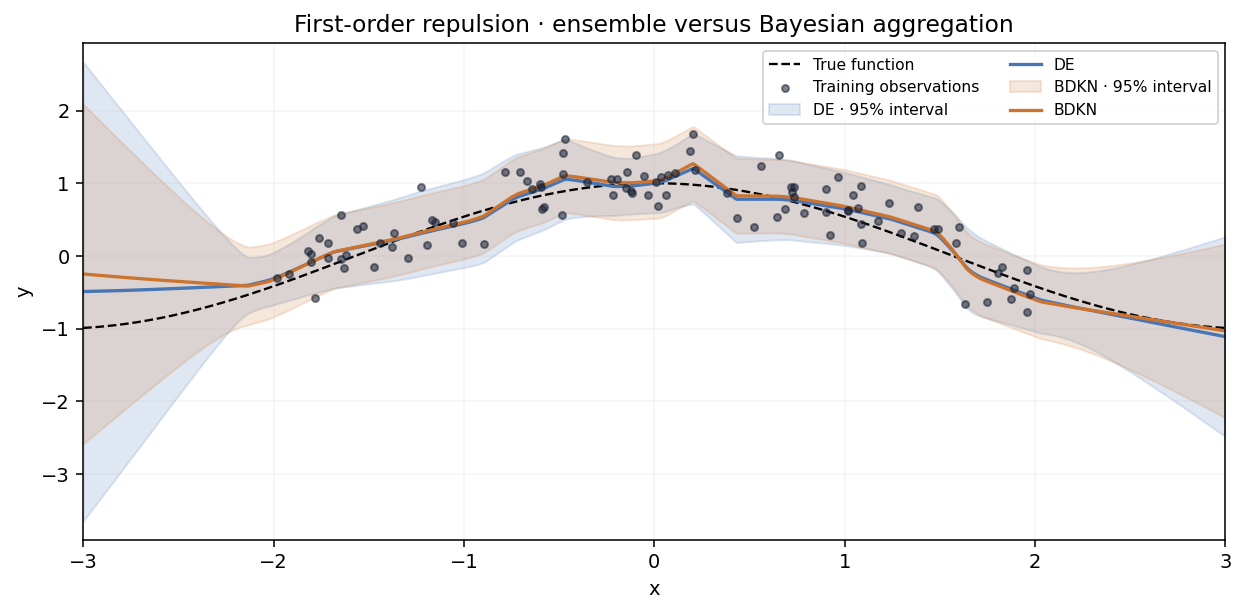 First-order repulsion · ensemble versus Bayesian aggregation
True function
Training observations
DE · 95% interval
DE
BDKN · 95% interval
BDKN
y
2
1
0
−1
−2
−3
−3 −2 −1 0 1 2 3
x